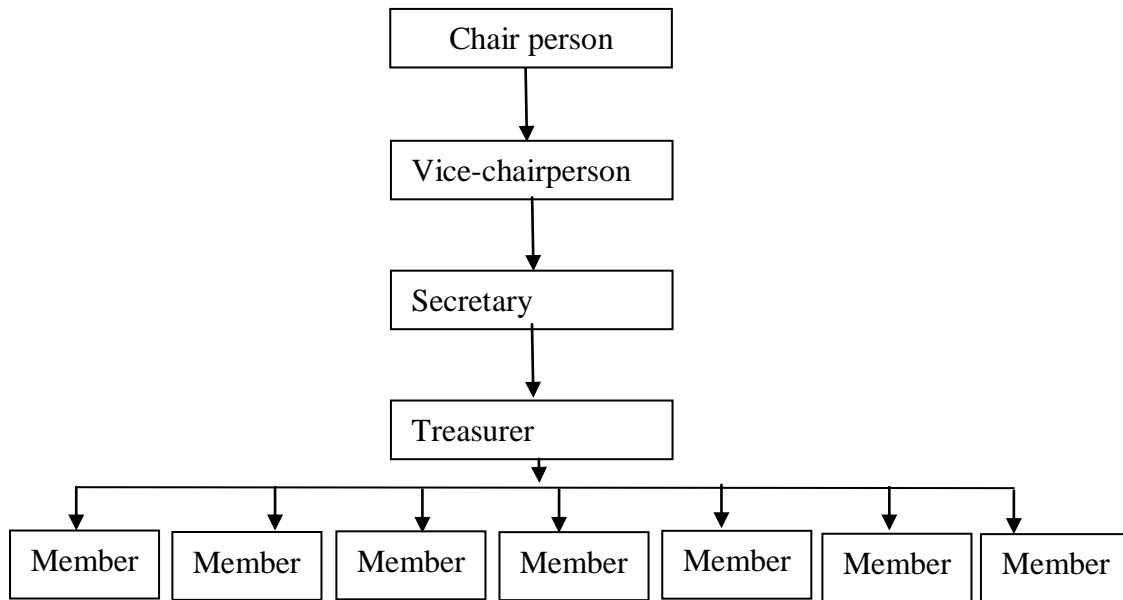 Chair person
Vice-chairperson
Secretary
Treasurer
Member
Member
Member
Member
Member
Member
Member